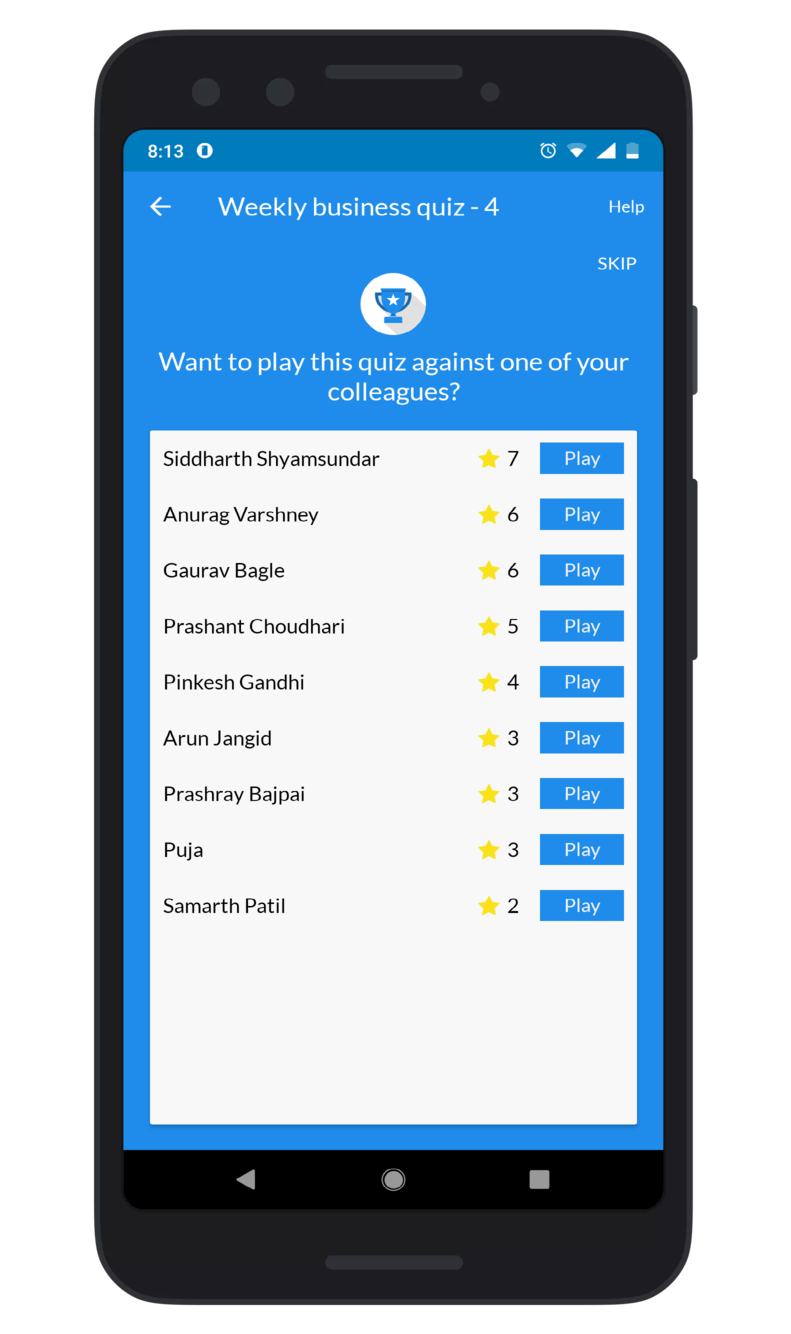 8:13
Weekly business quiz - 4
Help
SKIP
Want to play this quiz against one of your
colleagues?
Siddharth Shyamsundar 7 Play
Anurag Varshney 6 Play
Gaurav Bagle 6 Play
Prashant Choudhari 5 Play
Pinkesh Gandhi 4 Play
Arun Jangid 3 Play
Prashray Bajpai 3 Play
Puja 3 Play
Samarth Patil 2 Play